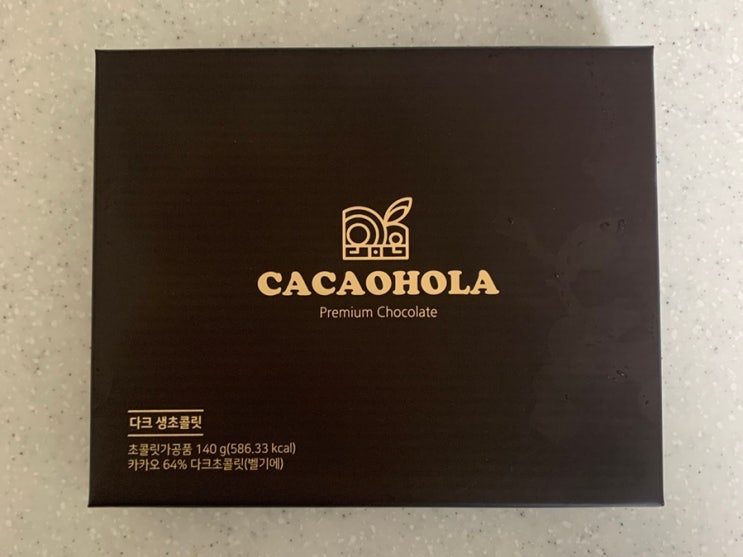 CACAOHOLA
Premium Chocolate
다크 생초콜릿
초콜릿가공품 140 g(586.33 kcal)
카카오 64% 다크초콜릿(벨기에)